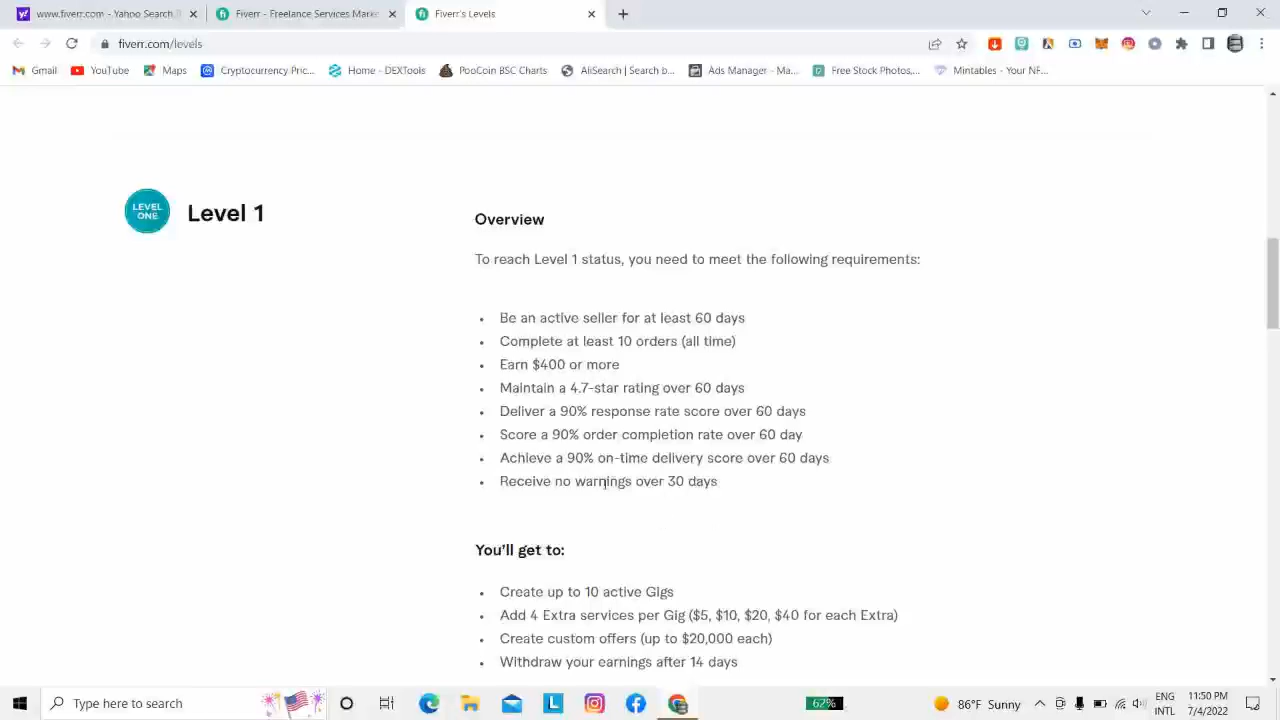 www.fiverr.com - Yahoo Search
Fiverr - Freelance Services Marke
Fiverr's Levels
fiverr.com/levels
Gmail
YouTube
Maps
Cryptocurrency Pric...
Home - DEXTools
PooCoin BSC Charts
AliSearch | Search b...
Ads Manager - Ma...
Free Stock Photos,...
Mintables - Your NF...
LEVEL
ONE
Level 1
Overview
To reach Level 1 status, you need to meet the following requirements:
• Be an active seller for at least 60 days
• Complete at least 10 orders (all time)
• Earn $400 or more
• Maintain a 4.7-star rating over 60 days
• Deliver a 90% response rate score over 60 days
• Score a 90% order completion rate over 60 day
• Achieve a 90% on-time delivery score over 60 days
• Receive no warnings over 30 days
You'll get to:
• Create up to 10 active Gigs
• Add 4 Extra services per Gig ($5, $10, $20, $40 for each Extra)
• Create custom offers (up to $20,000 each)
• Withdraw your earnings after 14 days
Type here to search
L
62%
86°F Sunny
ENG
INTL
11:50 PM
7/4/2022